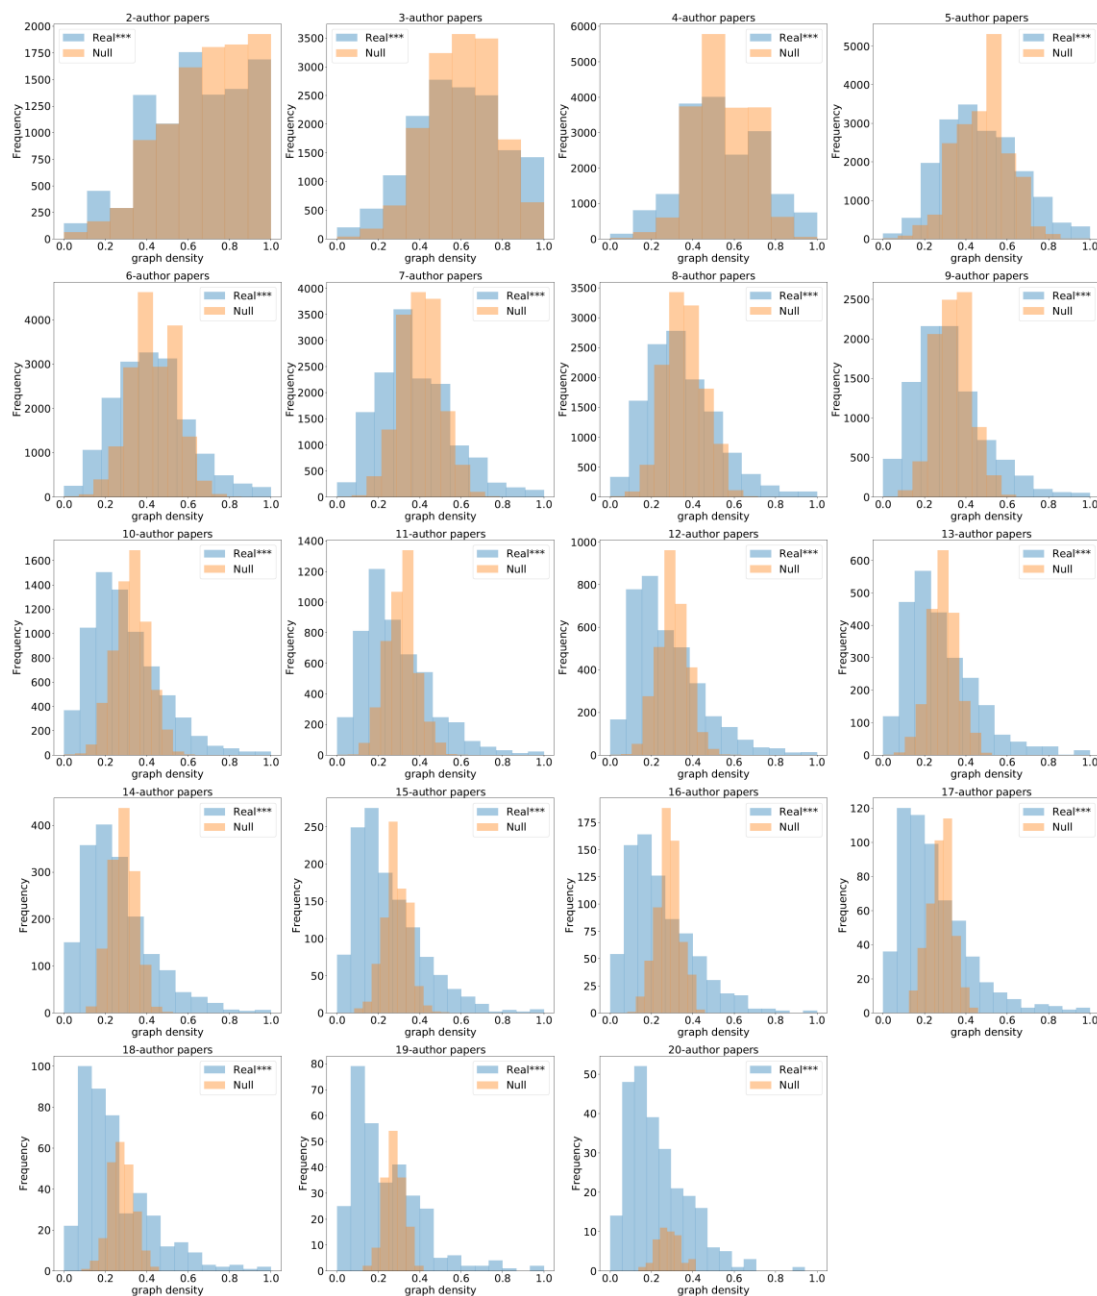 2-author papers
Real***
Null
2000
1750
1500
1250
1000
750
500
250
0
Frequency
0.0 0.2 0.4 0.6 0.8 1.0
graph density
3-author papers
Real***
Null
3500
3000
2500
2000
1500
1000
500
0
Frequency
0.0 0.2 0.4 0.6 0.8 1.0
graph density
4-author papers
Real***
Null
6000
5000
4000
3000
2000
1000
0
Frequency
0.0 0.2 0.4 0.6 0.8 1.0
graph density
5-author papers
Real***
Null
5000
4000
3000
2000
1000
0
Frequency
0.0 0.2 0.4 0.6 0.8 1.0
graph density
6-author papers
Real***
Null
4000
3000
2000
1000
0
Frequency
0.0 0.2 0.4 0.6 0.8 1.0
graph density
7-author papers
Real***
Null
4000
3500
3000
2500
2000
1500
1000
500
0
Frequency
0.0 0.2 0.4 0.6 0.8 1.0
graph density
8-author papers
Real***
Null
3500
3000
2500
2000
1500
1000
500
0
Frequency
0.0 0.2 0.4 0.6 0.8 1.0
graph density
9-author papers
Real***
Null
2500
2000
1500
1000
500
0
Frequency
0.0 0.2 0.4 0.6 0.8 1.0
graph density
10-author papers
Real***
Null
1600
1400
1200
1000
800
600
400
200
0
Frequency
0.0 0.2 0.4 0.6 0.8 1.0
graph density
11-author papers
Real***
Null
1400
1200
1000
800
600
400
200
0
Frequency
0.0 0.2 0.4 0.6 0.8 1.0
graph density
12-author papers
Real***
Null
1000
800
600
400
200
0
Frequency
0.0 0.2 0.4 0.6 0.8 1.0
graph density
13-author papers
Real***
Null
600
500
400
300
200
100
0
Frequency
0.0 0.2 0.4 0.6 0.8 1.0
graph density
14-author papers
Real***
Null
400
300
200
100
0
Frequency
0.0 0.2 0.4 0.6 0.8 1.0
graph density
15-author papers
Real***
Null
250
200
150
100
50
0
Frequency
0.0 0.2 0.4 0.6 0.8 1.0
graph density
16-author papers
Real***
Null
175
150
125
100
75
50
25
0
Frequency
0.0 0.2 0.4 0.6 0.8 1.0
graph density
17-author papers
Real***
Null
120
100
80
60
40
20
0
Frequency
0.0 0.2 0.4 0.6 0.8 1.0
graph density
18-author papers
Real***
Null
100
80
60
40
20
0
Frequency
0.0 0.2 0.4 0.6 0.8 1.0
graph density
19-author papers
Real***
Null
80
70
60
50
40
30
20
10
0
Frequency
0.0 0.2 0.4 0.6 0.8 1.0
graph density
20-author papers
Real***
Null
50
40
30
20
10
0
Frequency
0.0 0.2 0.4 0.6 0.8 1.0
graph density